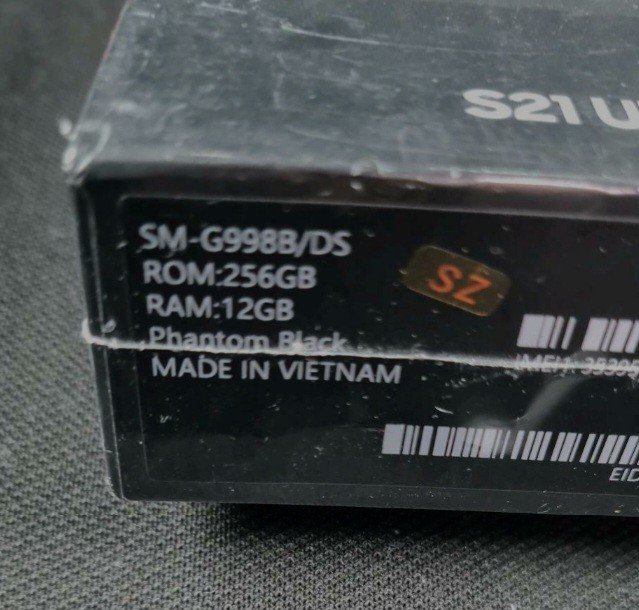 S21 U
SM-G998B/DS
ROM:256GB
RAM:12GB
Phantom Black
MADE IN VIETNAM
SZ
EID